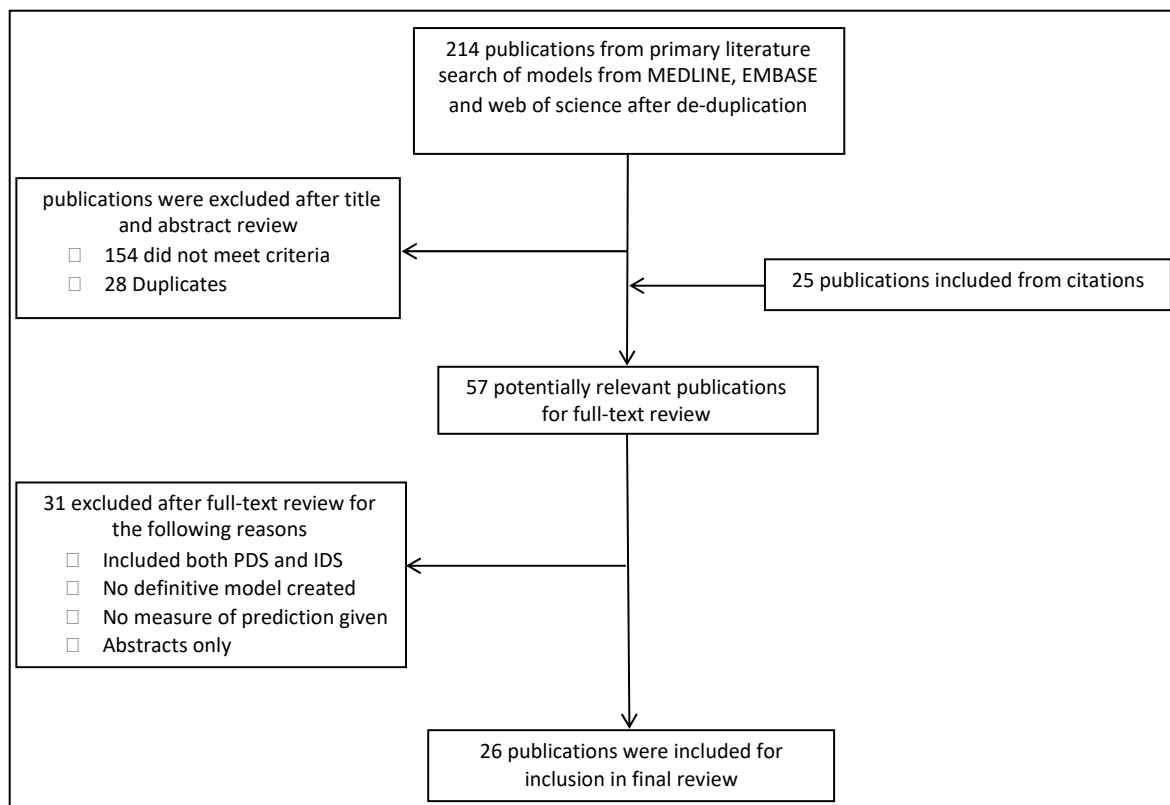 214 publications from primary literature
search of models from MEDLINE, EMBASE
and web of science after de-duplication
publications were excluded after title
and abstract review
154 did not meet criteria
28 Duplicates
25 publications included from citations
57 potentially relevant publications
for full-text review
31 excluded after full-text review for
the following reasons
Included both PDS and IDS
No definitive model created
No measure of prediction given
Abstracts only
26 publications were included for
inclusion in final review